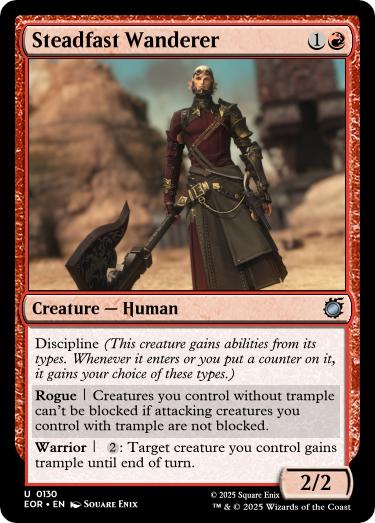 Steadfast Wanderer 1
Creature — Human
Discipline (This creature gains abilities from its
types. Whenever it enters or you put a counter on it,
it gains your choice of these types.)
Rogue | Creatures you control without trample
can't be blocked if attacking creatures you
control with trample are not blocked.
Warrior | 2: Target creature you control gains
trample until end of turn.
2/2
U 0130
EOR • EN SQUARE ENIX
© 2025 Square Enix
™ & © 2025 Wizards of the Coast